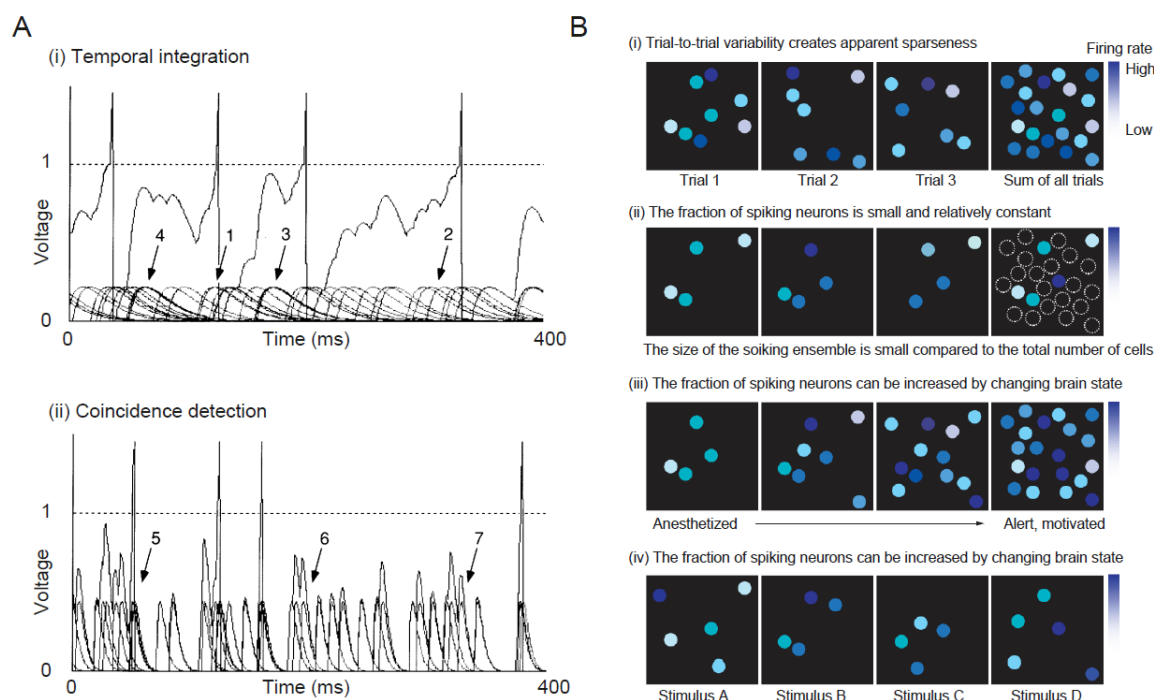 A
(i) Temporal integration
1
Voltage
0
4
1
3
2
0
Time (ms)
400
(ii) Coincidence detection
1
Voltage
0
5
6
7
0
Time (ms)
400
B
(i) Trial-to-trial variability creates apparent sparseness
Firing rate
High
Low
Trial 1
Trial 2
Trial 3
Sum of all trials
(ii) The fraction of spiking neurons is small and relatively constant
The size of the soiking ensemble is small compared to the total number of cells
(iii) The fraction of spiking neurons can be increased by changing brain state
Anesthetized
Alert, motivated
(iv) The fraction of spiking neurons can be increased by changing brain state
Stimulus A
Stimulus B
Stimulus C
Stimulus D